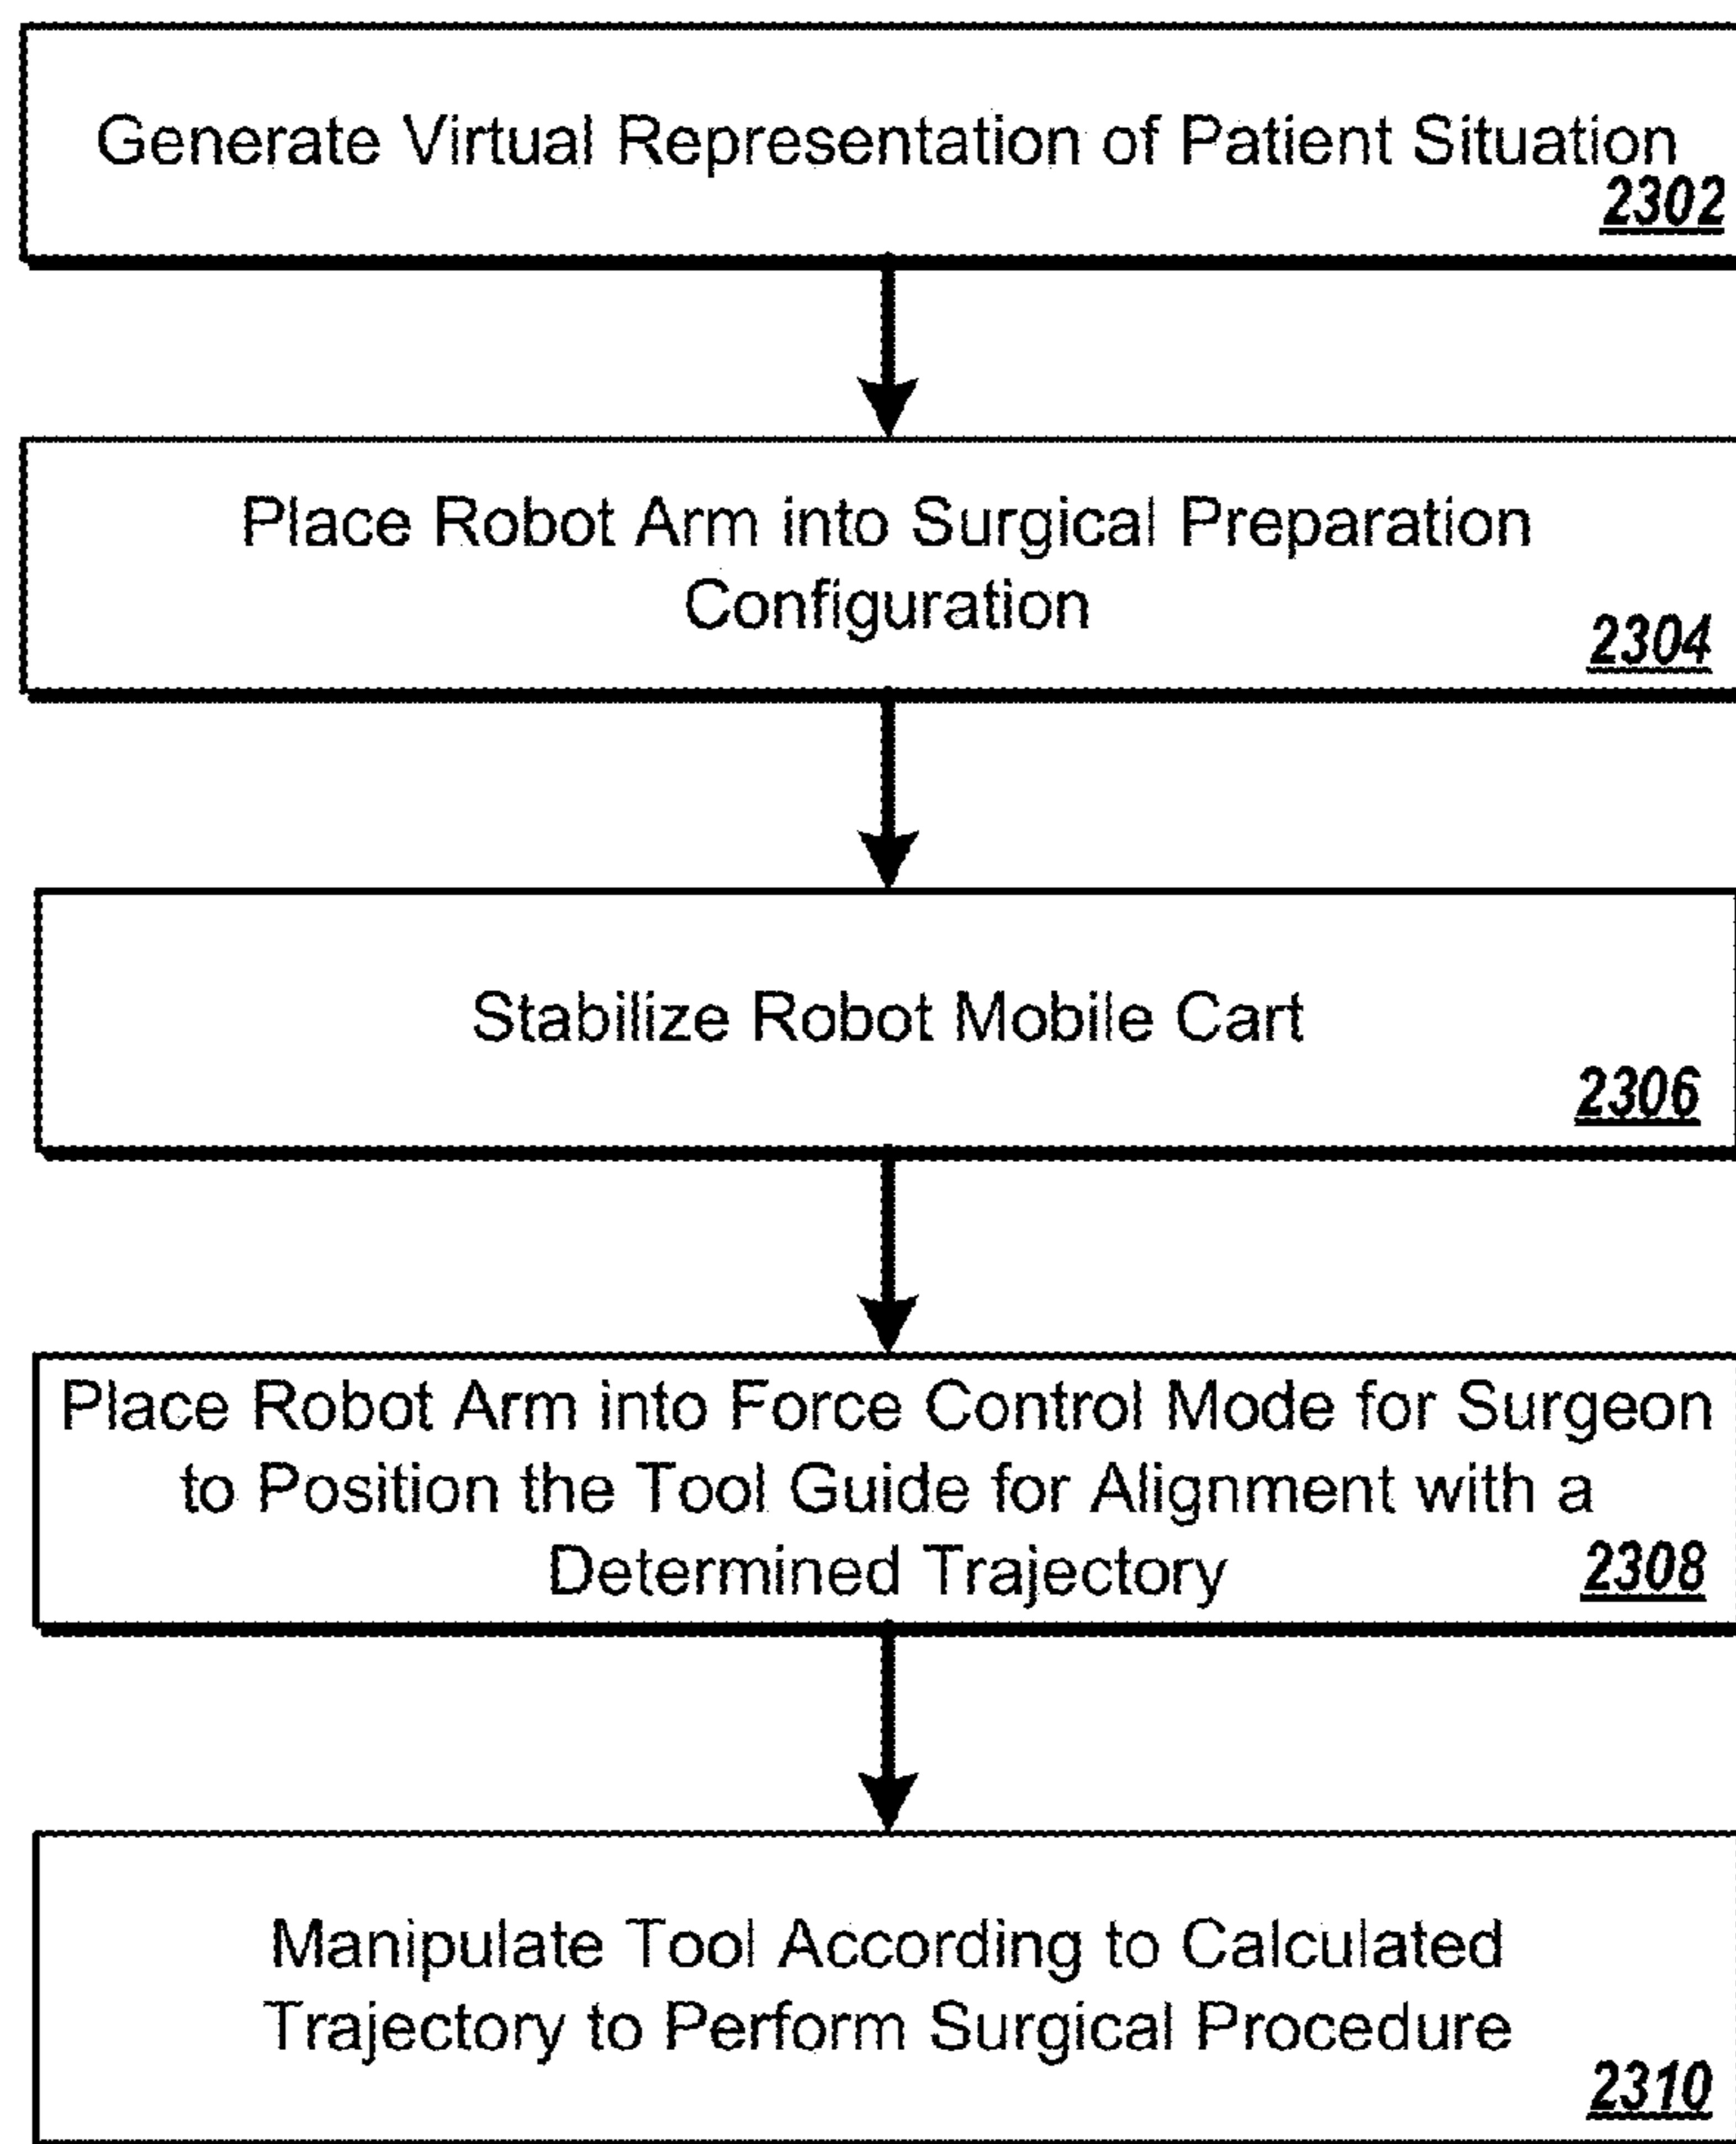 Generate Virtual Representation of Patient Situation
2302
Place Robot Arm into Surgical Preparation
Configuration
2304
Stabilize Robot Mobile Cart
2306
Place Robot Arm into Force Control Mode for Surgeon
to Position the Tool Guide for Alignment with a
Determined Trajectory
2308
Manipulate Tool According to Calculated
Trajectory to Perform Surgical Procedure
2310